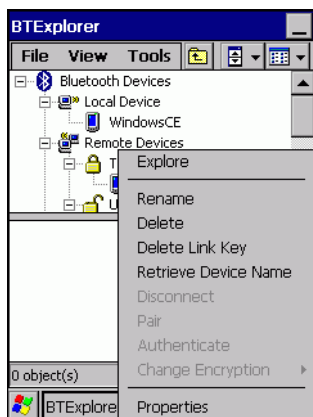 BTExplorer
File View Tools
Bluetooth Devices
Local Device
WindowsCE
Remote Devices
T
U
Explore
Rename
Delete
Delete Link Key
Retrieve Device Name
Disconnect
Pair
Authenticate
Change Encryption
Properties
0 object(s)
BTExplore